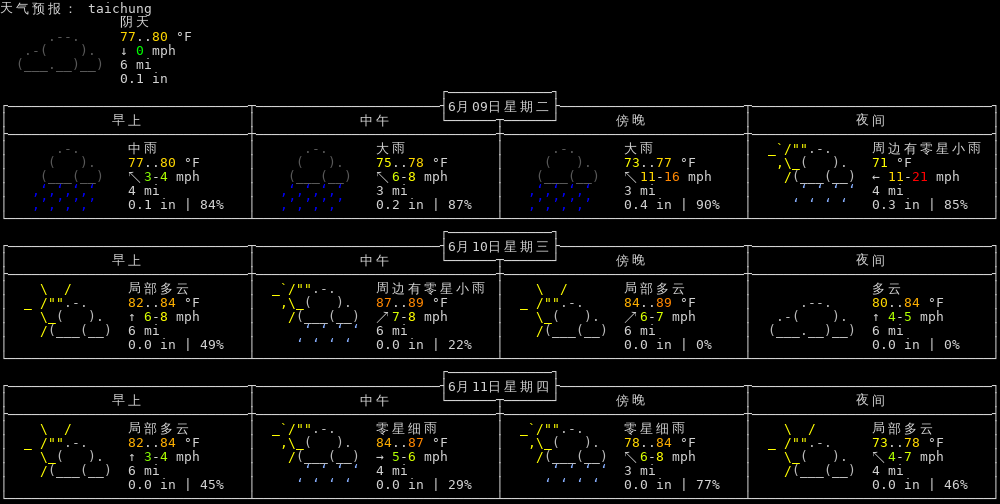 天气预报： taichung
阴天
77..80 °F
↓ 0 mph
6 mi
0.1 in
6月09日星期二
早上 中午 傍晚 夜间
中雨 大雨 大雨 周边有零星小雨
77..80 °F 75..78 °F 73..77 °F 71 °F
↖ 3-4 mph ↖ 6-8 mph ↖ 11-16 mph ← 11-21 mph
4 mi 3 mi 3 mi 4 mi
0.1 in | 84% 0.2 in | 87% 0.4 in | 90% 0.3 in | 85%
6月10日星期三
早上 中午 傍晚 夜间
局部多云 周边有零星小雨 局部多云 多云
82..84 °F 87..89 °F 84..89 °F 80..84 °F
↑ 6-8 mph ↗ 7-8 mph ↗ 6-7 mph ↑ 4-5 mph
6 mi 6 mi 6 mi 6 mi
0.0 in | 49% 0.0 in | 22% 0.0 in | 0% 0.0 in | 0%
6月11日星期四
早上 中午 傍晚 夜间
局部多云 零星细雨 零星细雨 局部多云
82..84 °F 84..87 °F 78..84 °F 73..78 °F
↑ 3-4 mph → 5-6 mph ↖ 6-8 mph ↖ 4-7 mph
6 mi 4 mi 3 mi 4 mi
0.0 in | 45% 0.0 in | 29% 0.0 in | 77% 0.0 in | 46%